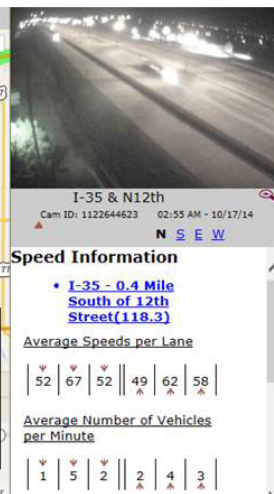 I-35 & N12th
Cam ID: 1122644623 02:55 AM - 10/17/14
N S E W
Speed Information
I-35 - 0.4 Mile
South of 12th
Street(118.3)
Average Speeds per Lane
52 67 52 49 62 58
Average Number of Vehicles
per Minute
1 5 2 2 4 3